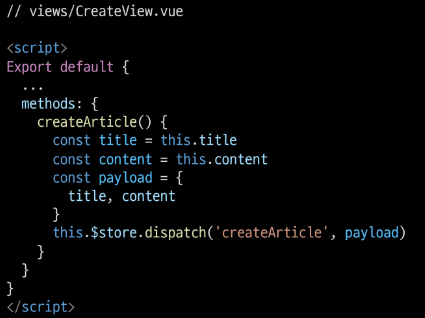 // views/CreateView.vue
<script>
Export default {
...
methods: {
createArticle() {
const title = this.title
const content = this.content
const payload = {
title, content
}
this.$store.dispatch('createArticle', payload)
}
}
}
</script>